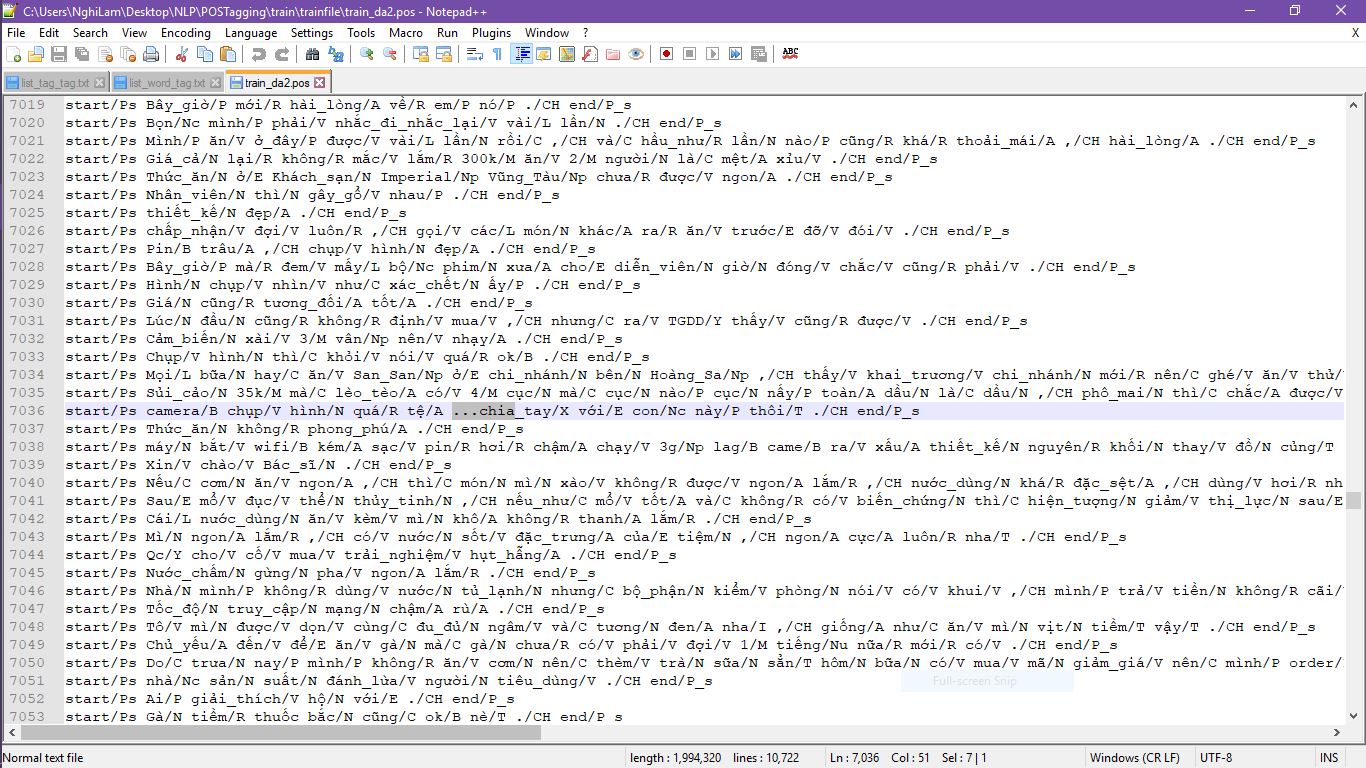 C:\Users\NghiLam\Desktop\NLP\POSTagging\train\trainfile\train_da2.pos - Notepad++
File Edit Search View Encoding Language Settings Tools Macro Run Plugins Window ? X
list_tag_tag.txt list_word_tag.txt train_da2.pos
7019 start/Ps Bây_giờ/P mới/R hài_lòng/A về/R em/P nó/P ./CH end/P_s
7020 start/Ps Bọn/Nc mình/P phải/V nhắc_đi_nhắc_lại/V vài/L lần/N ./CH end/P_s
7021 start/Ps Mình/P ăn/V ở_đây/P được/V vài/L lần/N rồi/C ,/CH và/C hầu_như/R lần/N nào/P cũng/R khá/R thoải_mái/A ,/CH hài_lòng/A ./CH end/P_s
7022 start/Ps Giá_cả/N lại/R không/R mắc/V lắm/R 300k/M ăn/V 2/M người/N là/C mệt/A xỉu/V ./CH end/P_s
7023 start/Ps Thức_ăn/N ở/E Khách_sạn/N Imperial/Np Vũng_Tàu/Np chưa/R được/V ngon/A ./CH end/P_s
7024 start/Ps Nhân_viên/N thì/N gây_gổ/V nhau/P ./CH end/P_s
7025 start/Ps thiết_kế/N đẹp/A ./CH end/P_s
7026 start/Ps chấp_nhận/V đợi/V luôn/R ,/CH gọi/V các/L món/N khác/A ra/R ăn/V trước/E đỡ/V đói/V ./CH end/P_s
7027 start/Ps Pin/B trâu/A ,/CH chụp/V hình/N đẹp/A ./CH end/P_s
7028 start/Ps Bây_giờ/P mà/R đem/V mấy/L bộ/Nc phim/N xưa/A cho/E diễn_viên/N giờ/N đóng/V chắc/V cũng/R phải/V ./CH end/P_s
7029 start/Ps Hình/N chụp/V nhìn/V như/C xác_chết/N ấy/P ./CH end/P_s
7030 start/Ps Giá/N cũng/R tương_đối/A tốt/A ./CH end/P_s
7031 start/Ps Lúc/N đầu/N cũng/R không/R định/V mua/V ,/CH nhưng/C ra/V TGDD/Y thấy/V cũng/R được/V ./CH end/P_s
7032 start/Ps Cảm_biến/N xài/V 3/M vân/Np nên/V nhạy/A ./CH end/P_s
7033 start/Ps Chụp/V hình/N thì/C khỏi/V nói/V quá/R ok/B ./CH end/P_s
7034 start/Ps Mọi/L bữa/N hay/C ăn/V San_San/Np ở/E chi_nhánh/N bên/N Hoàng_Sa/Np ,/CH thấy/V khai_trương/V chi_nhánh/N mới/R nên/C ghé/V ăn/V thử/
7035 start/Ps Sủi_cảo/N 35k/M mà/C lèo_tèo/A có/V 4/M cục/N mà/C cục/N nào/P cục/N nấy/P toàn/A dầu/N là/C dầu/N ,/CH phô_mai/N thì/C chắc/A được/V
7036 start/Ps camera/B chụp/V hình/N quá/R tệ/A ...chia_tay/X với/E con/Nc này/P thôi/T ./CH end/P_s
7037 start/Ps Thức_ăn/N không/R phong_phú/A ./CH end/P_s
7038 start/Ps máy/N bắt/V wifi/B kém/A sạc/V pin/R hơi/R chậm/A chạy/V 3g/Np lag/B came/B ra/V xấu/A thiết_kế/N nguyên/R khối/N thay/V đồ/N củng/T
7039 start/Ps Xin/V chào/V Bác_sĩ/N ./CH end/P_s
7040 start/Ps Nếu/C cơm/N ăn/V ngon/A ,/CH thì/C món/N mì/N xào/V không/R được/V ngon/A lắm/R ,/CH nước_dùng/N khá/R đặc_sệt/A ,/CH dùng/V hơi/R nh
7041 start/Ps Sau/E mổ/V đục/V thể/N thủy_tinh/N ,/CH nếu_như/C mổ/V tốt/A và/C không/R có/V biến_chứng/N thì/C hiện_tượng/N giảm/V thị_lực/N sau/E
7042 start/Ps Cái/L nước_dùng/N ăn/V kèm/V mì/N khô/A không/R thanh/A lắm/R ./CH end/P_s
7043 start/Ps Mì/N ngon/A lắm/R ,/CH có/V nước/N sốt/V đặc_trưng/A của/E tiệm/N ,/CH ngon/A cực/A luôn/R nha/T ./CH end/P_s
7044 start/Ps Qc/Y cho/V cố/V mua/V trải_nghiệm/V hụt_hẫng/A ./CH end/P_s
7045 start/Ps Nước_chấm/N gừng/N pha/V ngon/A lắm/R ./CH end/P_s
7046 start/Ps Nhà/N mình/P không/R dùng/V nước/N tủ_lạnh/N nhưng/C bộ_phận/N kiểm/V phòng/N nói/V có/V khui/V ,/CH mình/P trả/V tiền/N không/R cãi/
7047 start/Ps Tốc_độ/N truy_cập/N mạng/N chậm/A rù/A ./CH end/P_s
7048 start/Ps Tô/V mì/N được/V dọn/V cùng/C đu_đủ/N ngâm/V và/C tương/N đen/A nha/I ,/CH giống/A như/C ăn/V mì/N vịt/N tiềm/T vậy/T ./CH end/P_s
7049 start/Ps Chủ_yếu/A đến/V để/E ăn/V gà/N mà/C gà/N chưa/R có/V phải/V đợi/V 1/M tiếng/Nu nữa/R mới/R có/V ./CH end/P_s
7050 start/Ps Do/C trưa/N nay/P mình/P không/R ăn/V cơm/N nên/C thèm/V trà/N sữa/N sẳn/T hôm/N bữa/N có/V mua/V mã/N giảm_giá/V nên/C mình/P order/
7051 start/Ps nhà/Nc sản/N suất/N đánh_lừa/V người/N tiêu_dùng/V ./CH end/P_s
Full-screen Snip
7052 start/Ps Ai/P giải_thích/V hộ/N với/E ./CH end/P_s
7053 start/Ps Gà/N tiềm/R thuốc bắc/N cũng/C ok/B nè/T ./CH end/P s
Normal text file length : 1,994,320 lines : 10,722 Ln : 7,036 Col : 51 Sel : 7 | 1 Windows (CR LF) UTF-8 INS